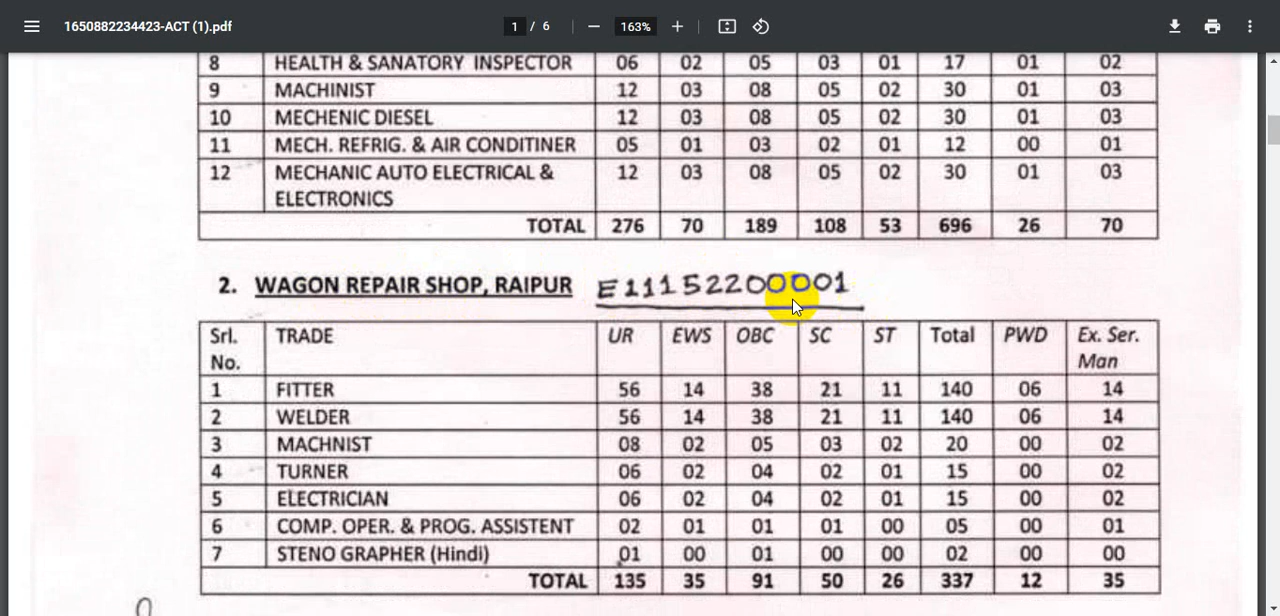 1650882234423-ACT (1).pdf 1 / 6 163%
8 HEALTH & SANATORY INSPECTOR 06 02 05 03 01 17 01 02
9 MACHINIST 12 03 08 05 02 30 01 03
10 MECHENIC DIESEL 12 03 08 05 02 30 01 03
11 MECH. REFRIG. & AIR CONDITINER 05 01 03 02 01 12 00 01
12 MECHANIC AUTO ELECTRICAL & 12 03 08 05 02 30 01 03
ELECTRONICS
TOTAL 276 70 189 108 53 696 26 70
2. WAGON REPAIR SHOP, RAIPUR E11152200001
Srl. TRADE UR EWS OBC SC ST Total PWD Ex. Ser.
No. Man
1 FITTER 56 14 38 21 11 140 06 14
2 WELDER 56 14 38 21 11 140 06 14
3 MACHNIST 08 02 05 03 02 20 00 02
4 TURNER 06 02 04 02 01 15 00 02
5 ELECTRICIAN 06 02 04 02 01 15 00 02
6 COMP. OPER. & PROG. ASSISTENT 02 01 01 01 00 05 00 01
7 STENO GRAPHER (Hindi) 01 00 01 00 00 02 00 00
TOTAL 135 35 91 50 26 337 12 35